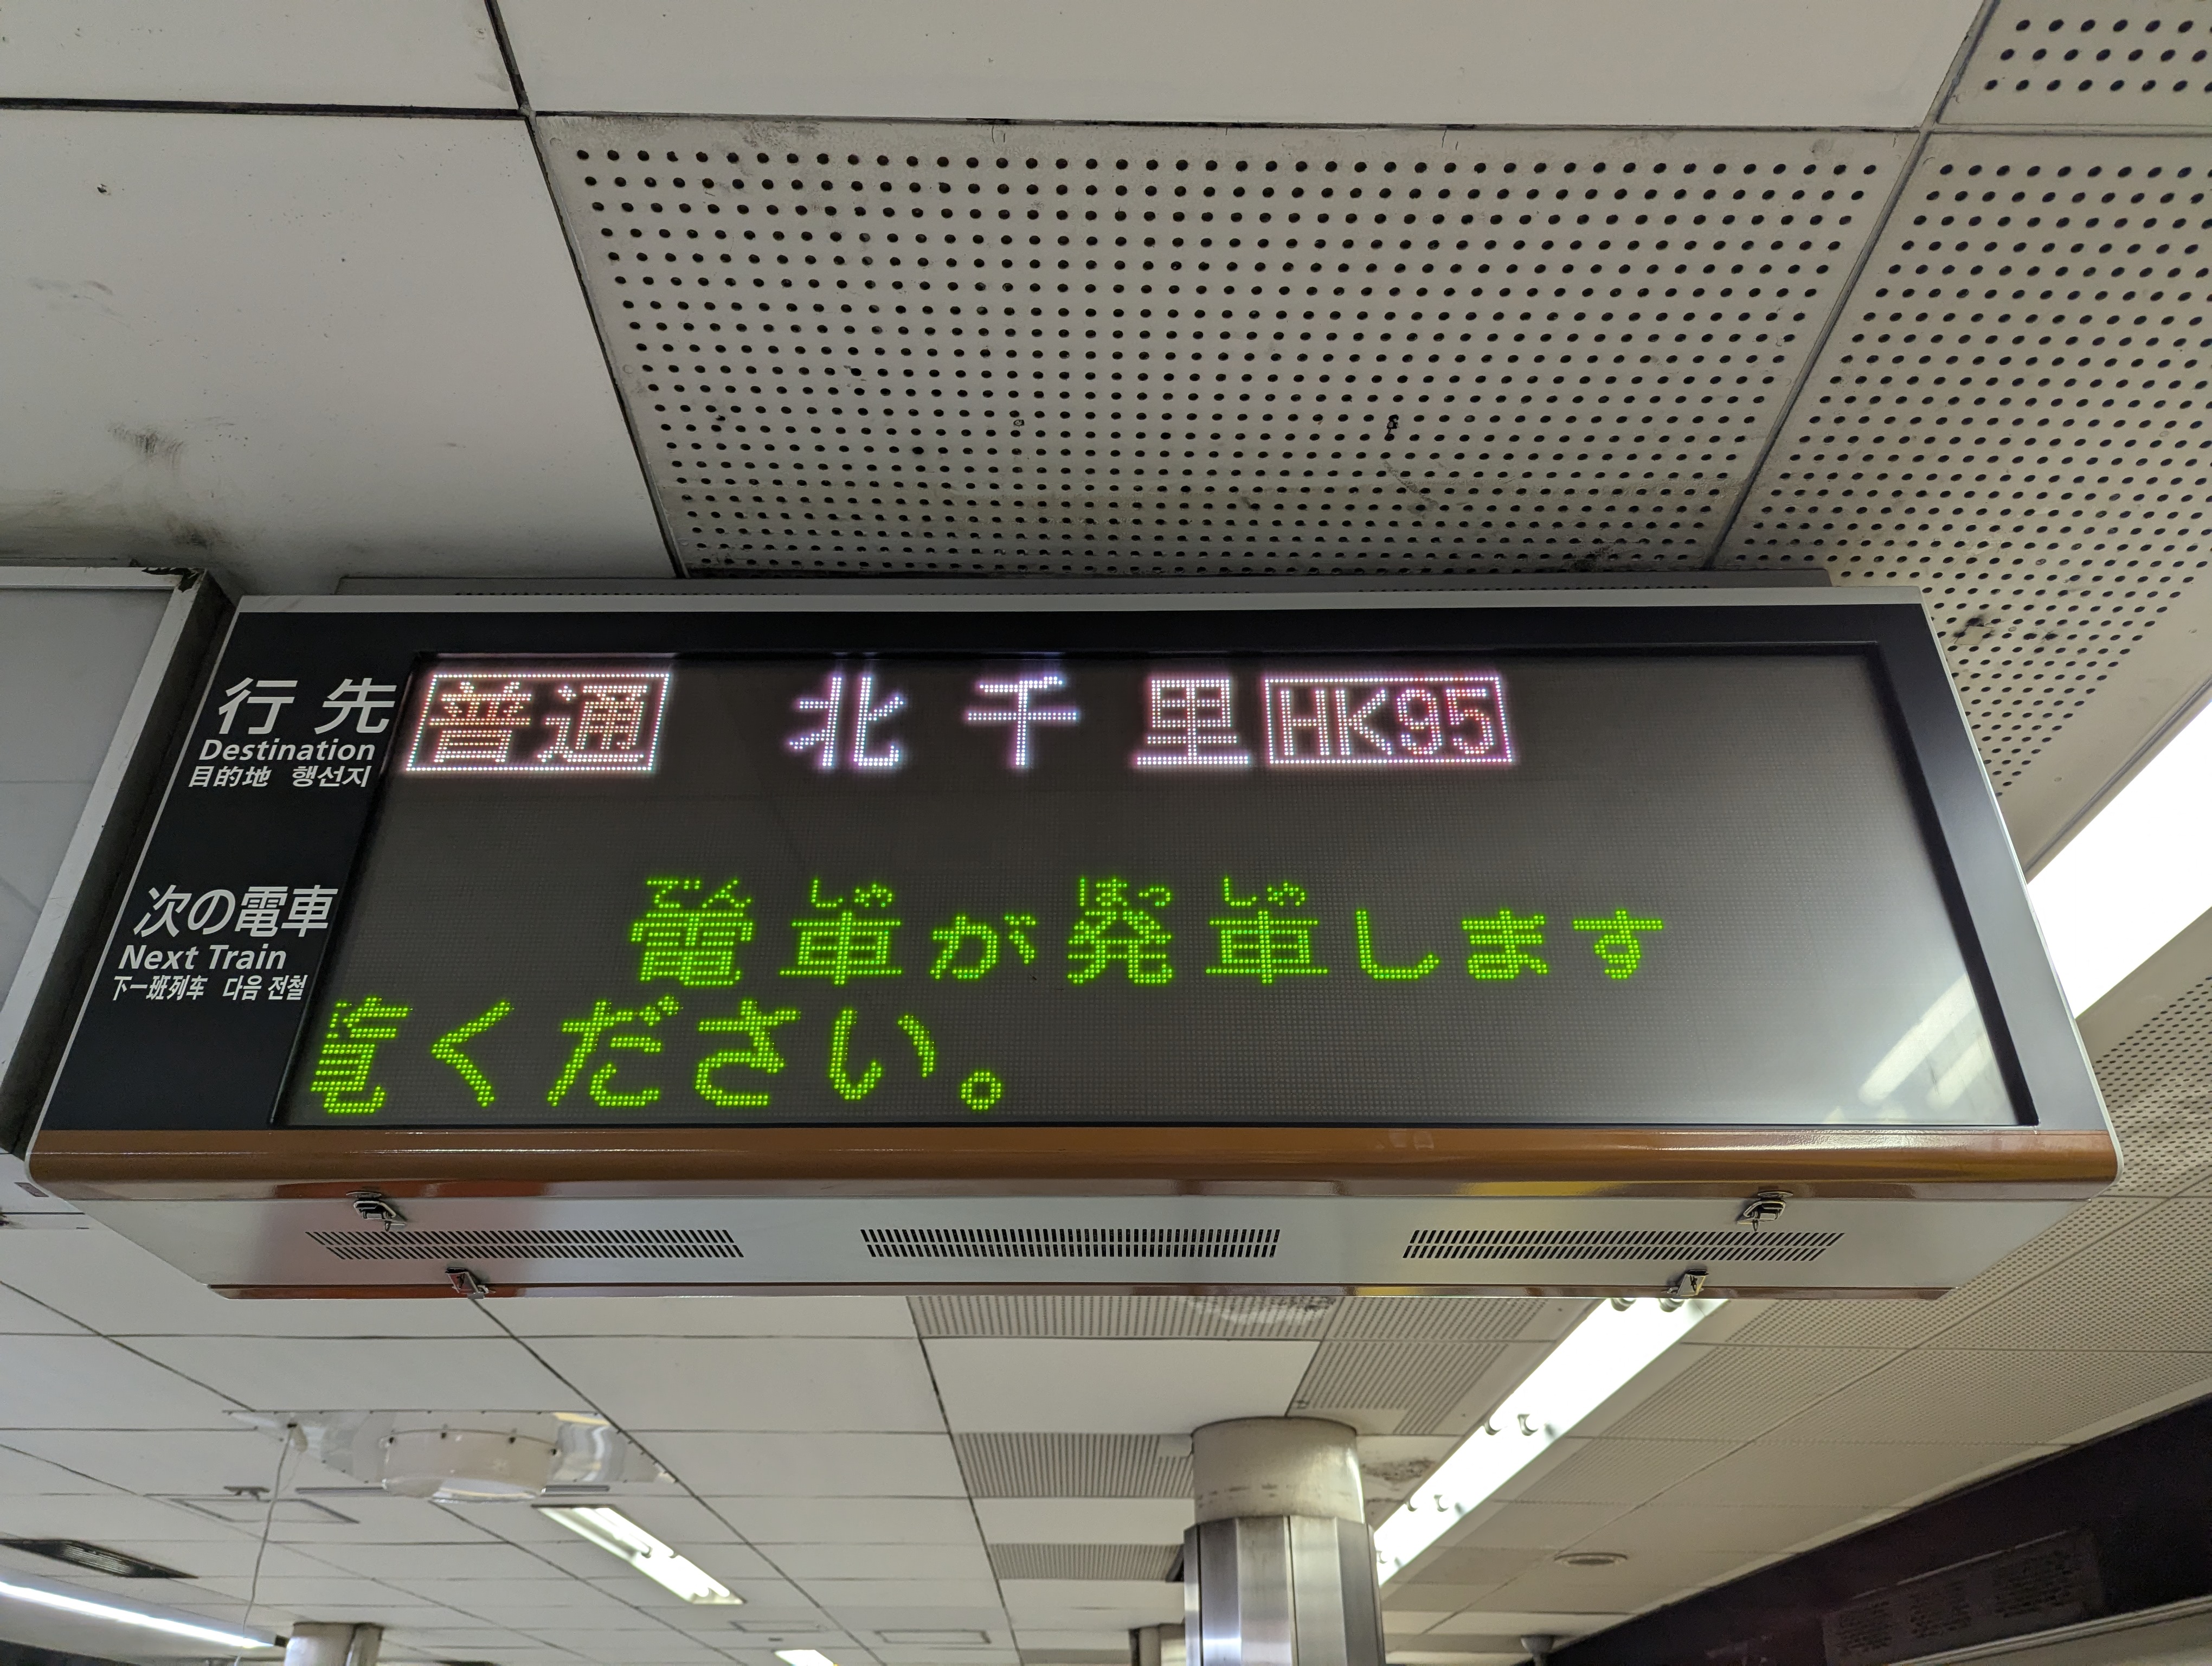 行先
Destination
目的地 행선지
普通 北千里 HK95
次の電車
Next Train
下一班列车 다음 전철
でんしゃ はっしゃ
電車が発車します
ください。